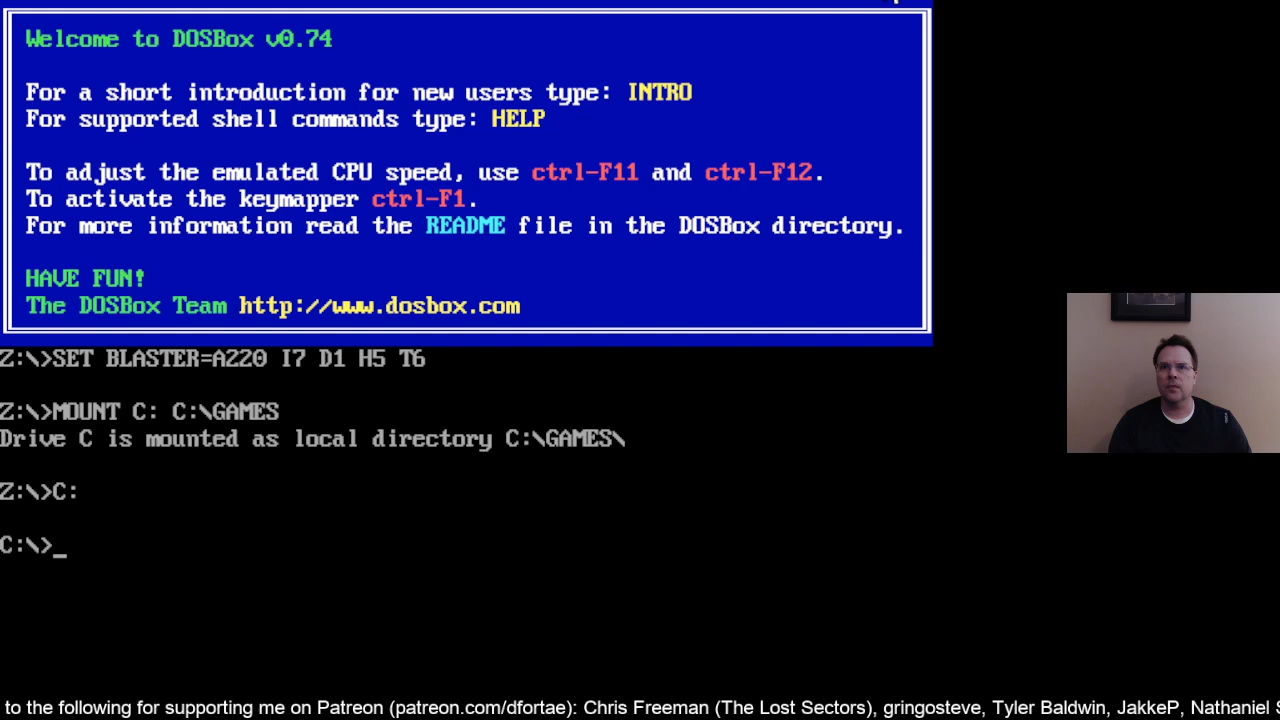 Welcome to DOSBox v0.74
For a short introduction for new users type: INTRO
For supported shell commands type: HELP
To adjust the emulated CPU speed, use ctrl-F11 and ctrl-F12.
To activate the keymapper ctrl-F1.
For more information read the README file in the DOSBox directory.
HAVE FUN!
The DOSBox Team http://www.dosbox.com
Z:\>SET BLASTER=A220 I7 D1 H5 T6
Z:\>MOUNT C: C:\GAMES
Drive C is mounted as local directory C:\GAMES\
Z:\>C:
C:\>_
to the following for supporting me on Patreon (patreon.com/dfortae): Chris Freeman (The Lost Sectors), gringosteve, Tyler Baldwin, JakkeP, Nathaniel